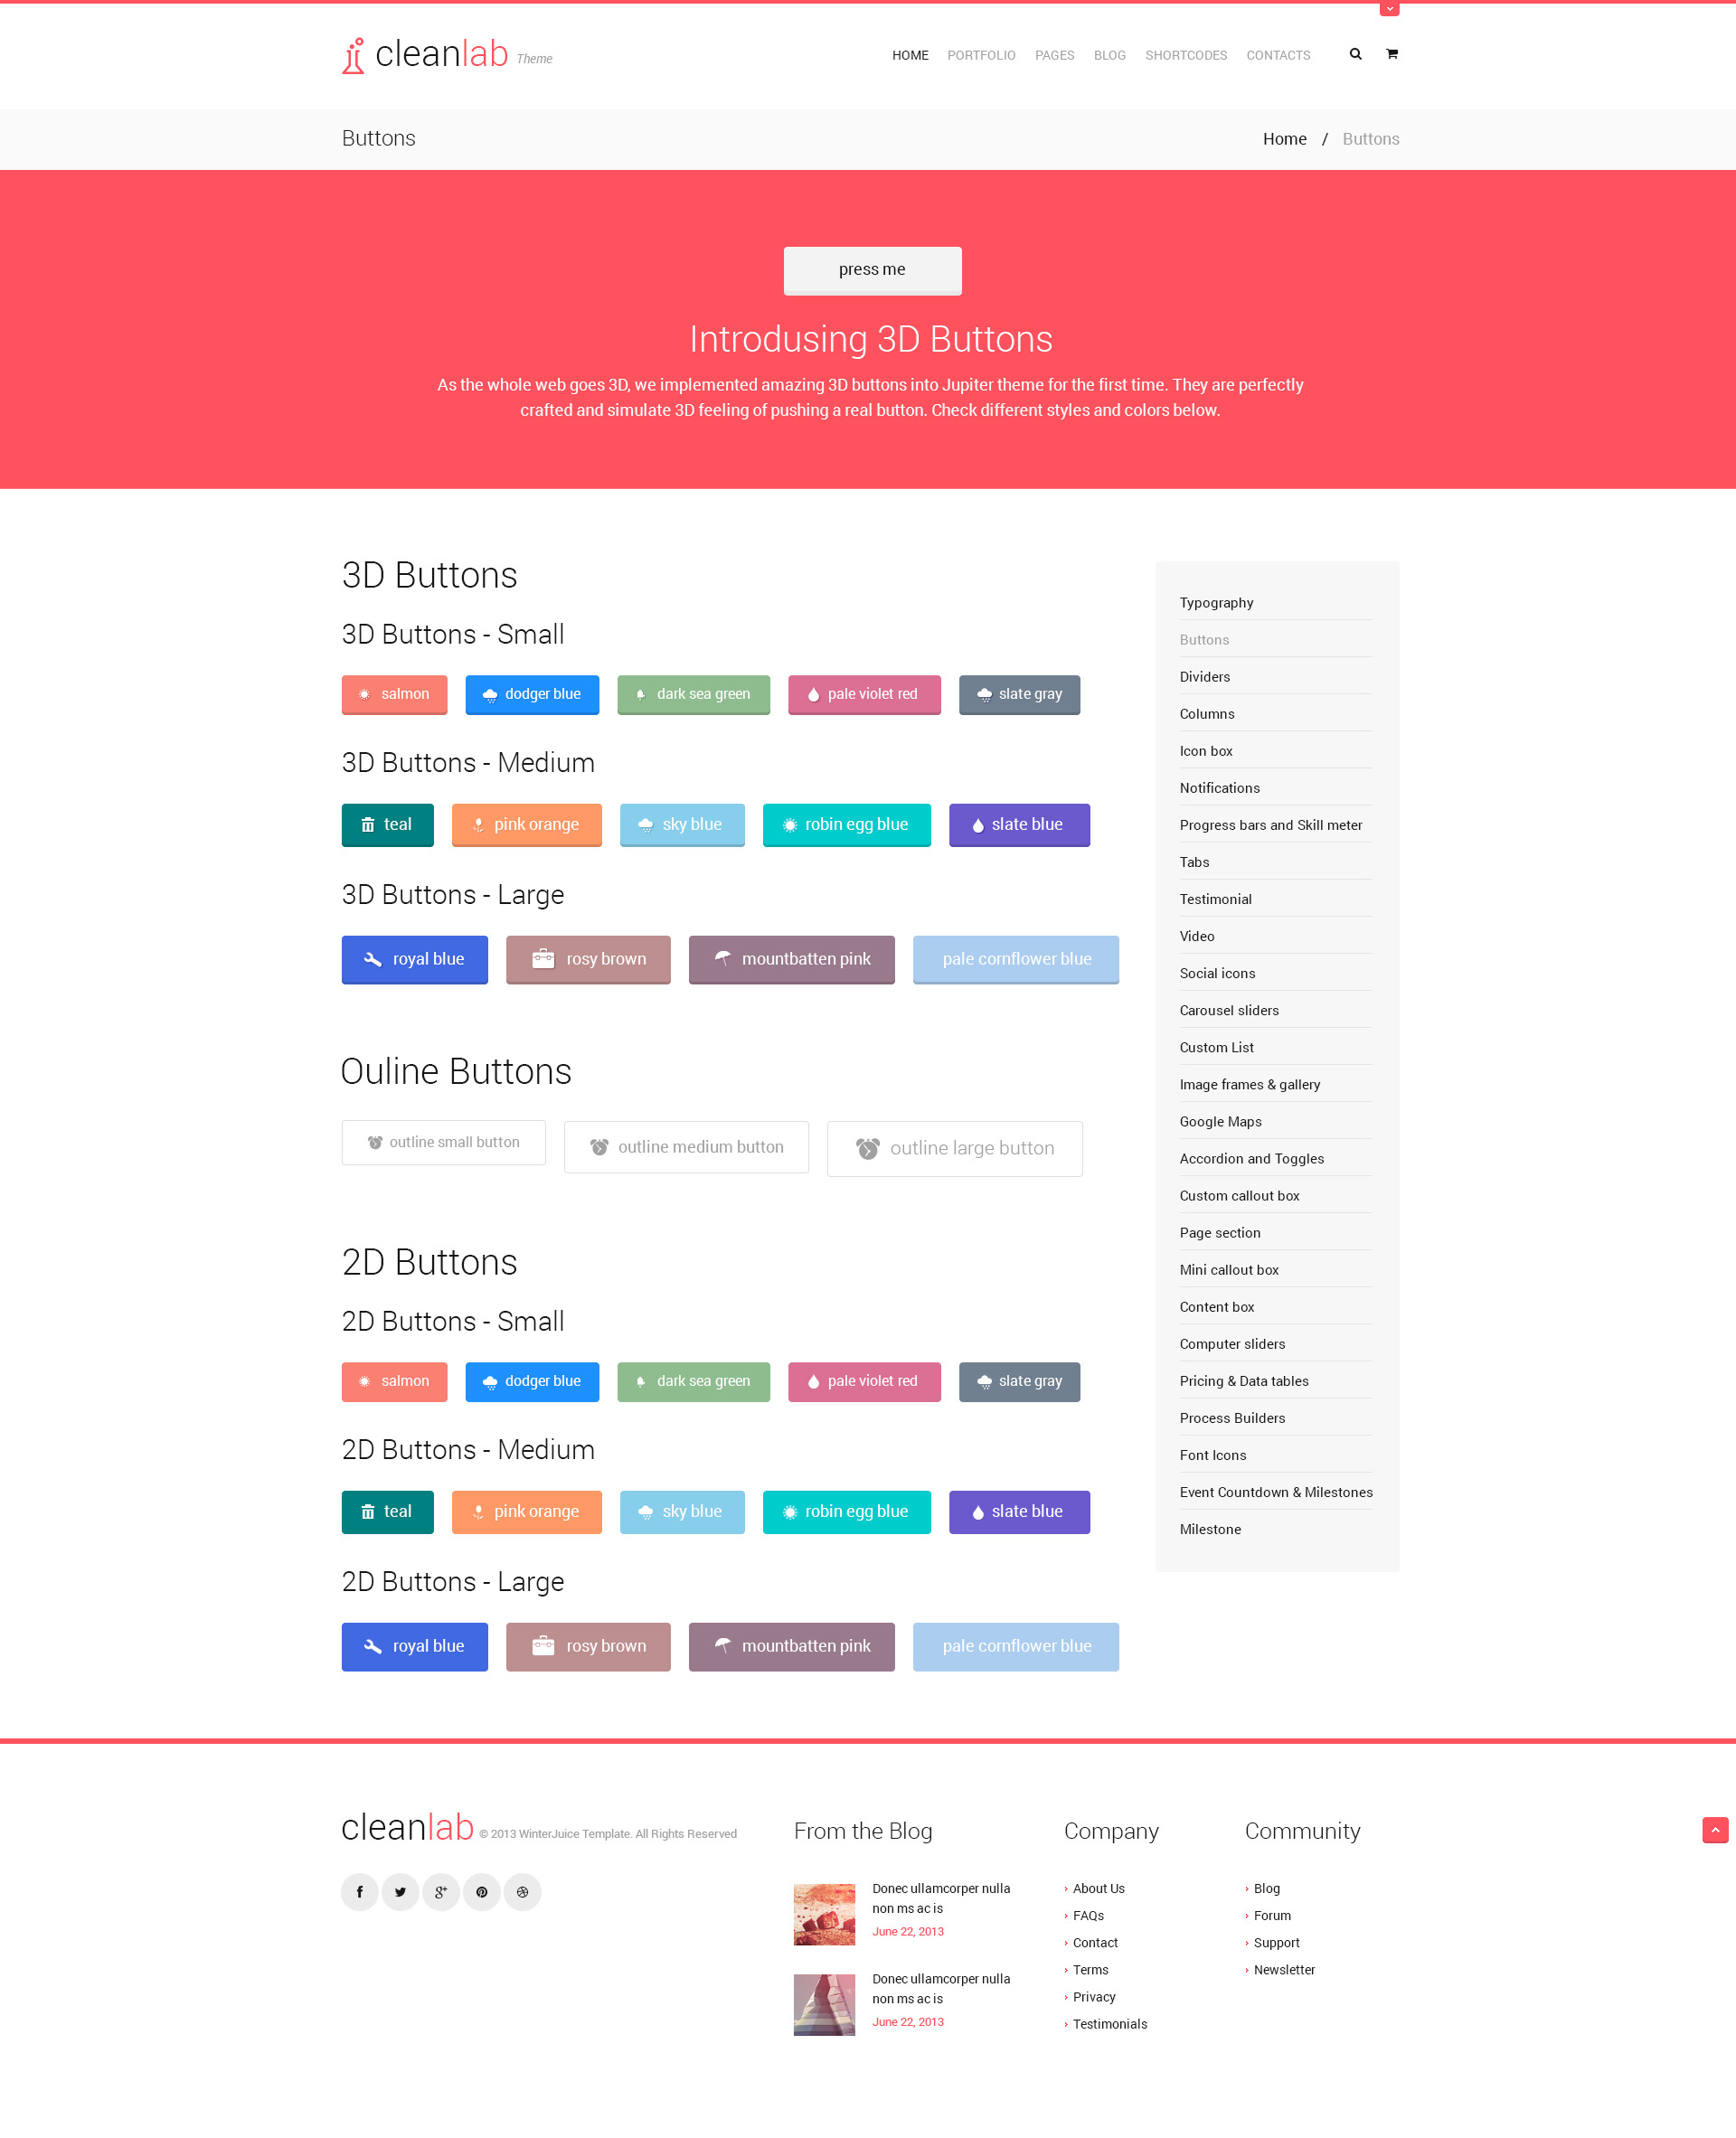 cleanlab Theme
HOME PORTFOLIO PAGES BLOG SHORTCODES CONTACTS
Buttons
Home / Buttons
press me
Introdusing 3D Buttons
As the whole web goes 3D, we implemented amazing 3D buttons into Jupiter theme for the first time. They are perfectly
crafted and simulate 3D feeling of pushing a real button. Check different styles and colors below.
3D Buttons
3D Buttons - Small
salmon dodger blue dark sea green pale violet red slate gray
3D Buttons - Medium
teal pink orange sky blue robin egg blue slate blue
3D Buttons - Large
royal blue rosy brown mountbatten pink pale cornflower blue
Ouline Buttons
outline small button outline medium button outline large button
2D Buttons
2D Buttons - Small
salmon dodger blue dark sea green pale violet red slate gray
2D Buttons - Medium
teal pink orange sky blue robin egg blue slate blue
2D Buttons - Large
royal blue rosy brown mountbatten pink pale cornflower blue
Typography
Buttons
Dividers
Columns
Icon box
Notifications
Progress bars and Skill meter
Tabs
Testimonial
Video
Social icons
Carousel sliders
Custom List
Image frames & gallery
Google Maps
Accordion and Toggles
Custom callout box
Page section
Mini callout box
Content box
Computer sliders
Pricing & Data tables
Process Builders
Font Icons
Event Countdown & Milestones
Milestone
cleanlab © 2013 WinterJuice Template. All Rights Reserved
From the Blog
Donec ullamcorper nulla
non ms ac is
June 22, 2013
Donec ullamcorper nulla
non ms ac is
June 22, 2013
Company
About Us
FAQs
Contact
Terms
Privacy
Testimonials
Community
Blog
Forum
Support
Newsletter